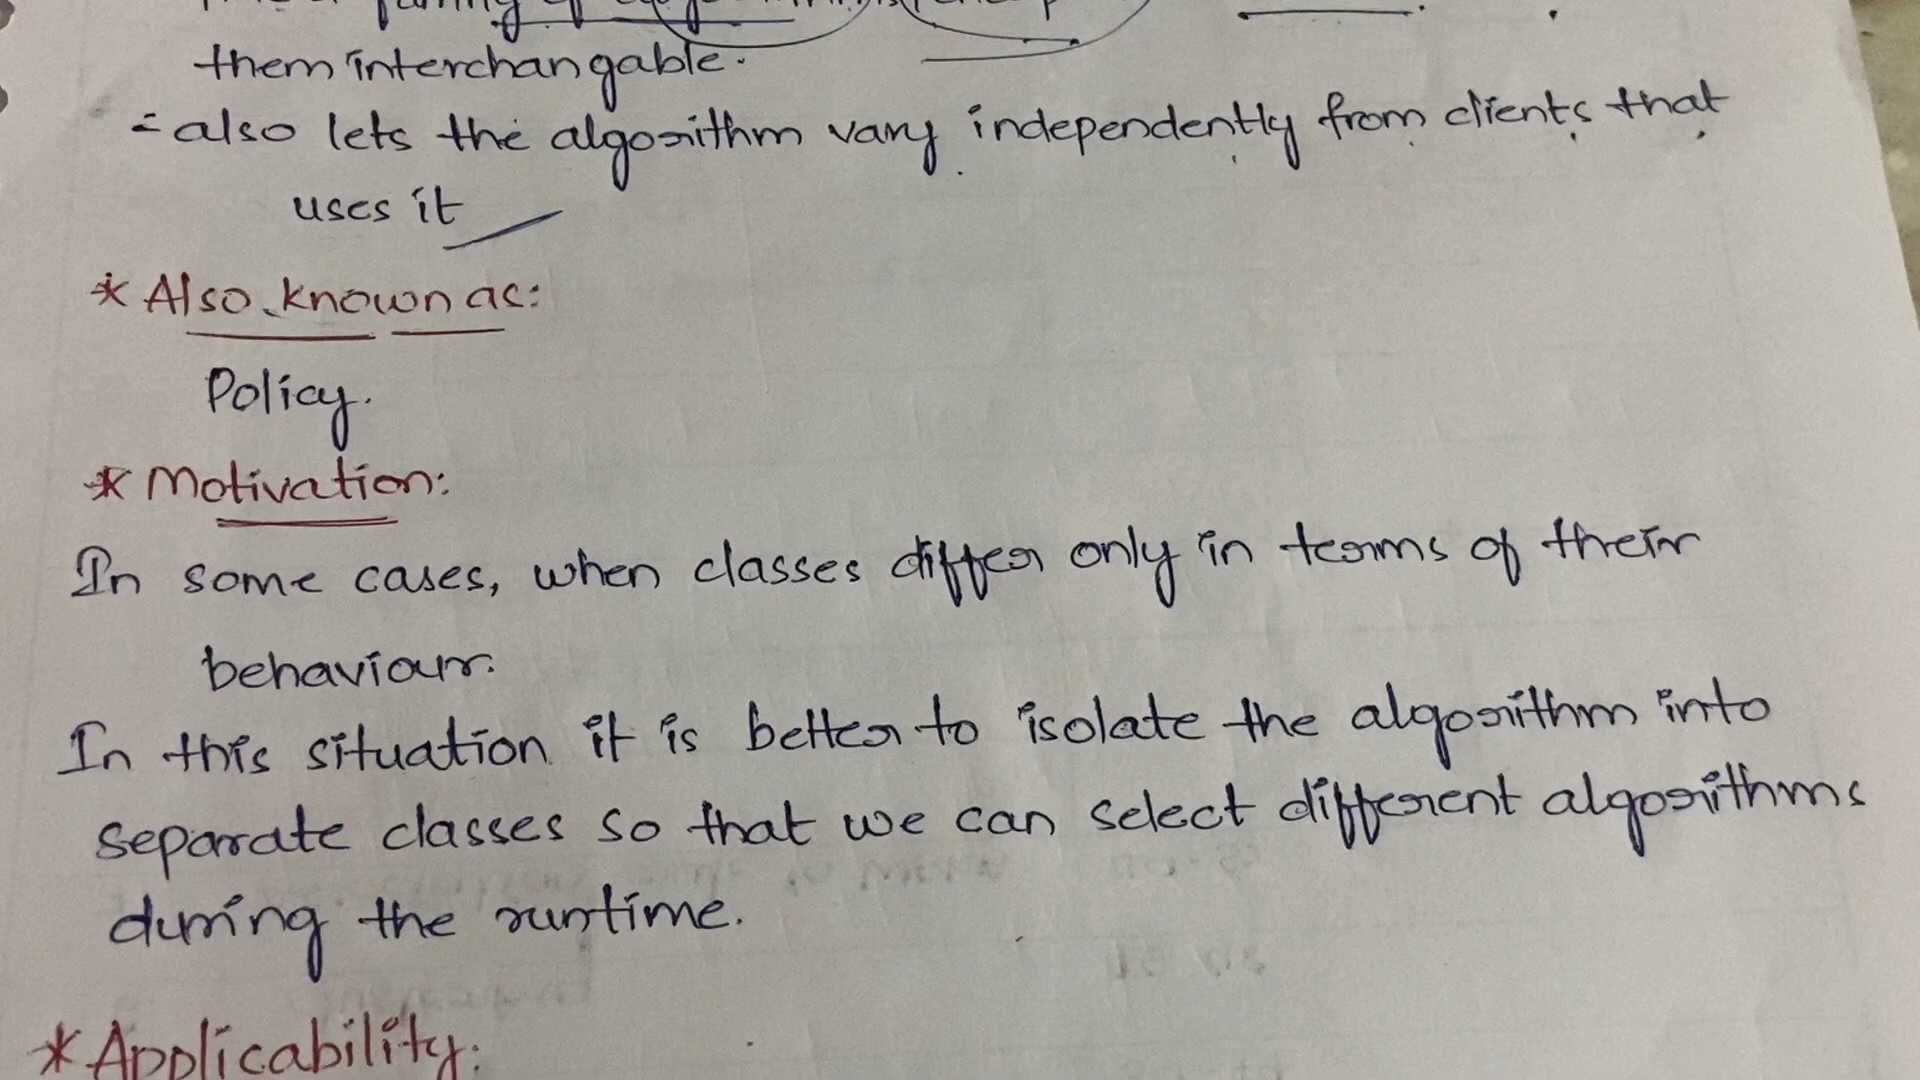 family of
them interchangable.
- also lets the algorithm vary independently from clients that
uses it
* Also known as:
Policy.
* Motivation:
In some cases, when classes differ only in terms of their
behaviour.
In this situation it is better to isolate the algorithm into
separate classes so that we can select different algorithms
during the runtime.
* Applicability: